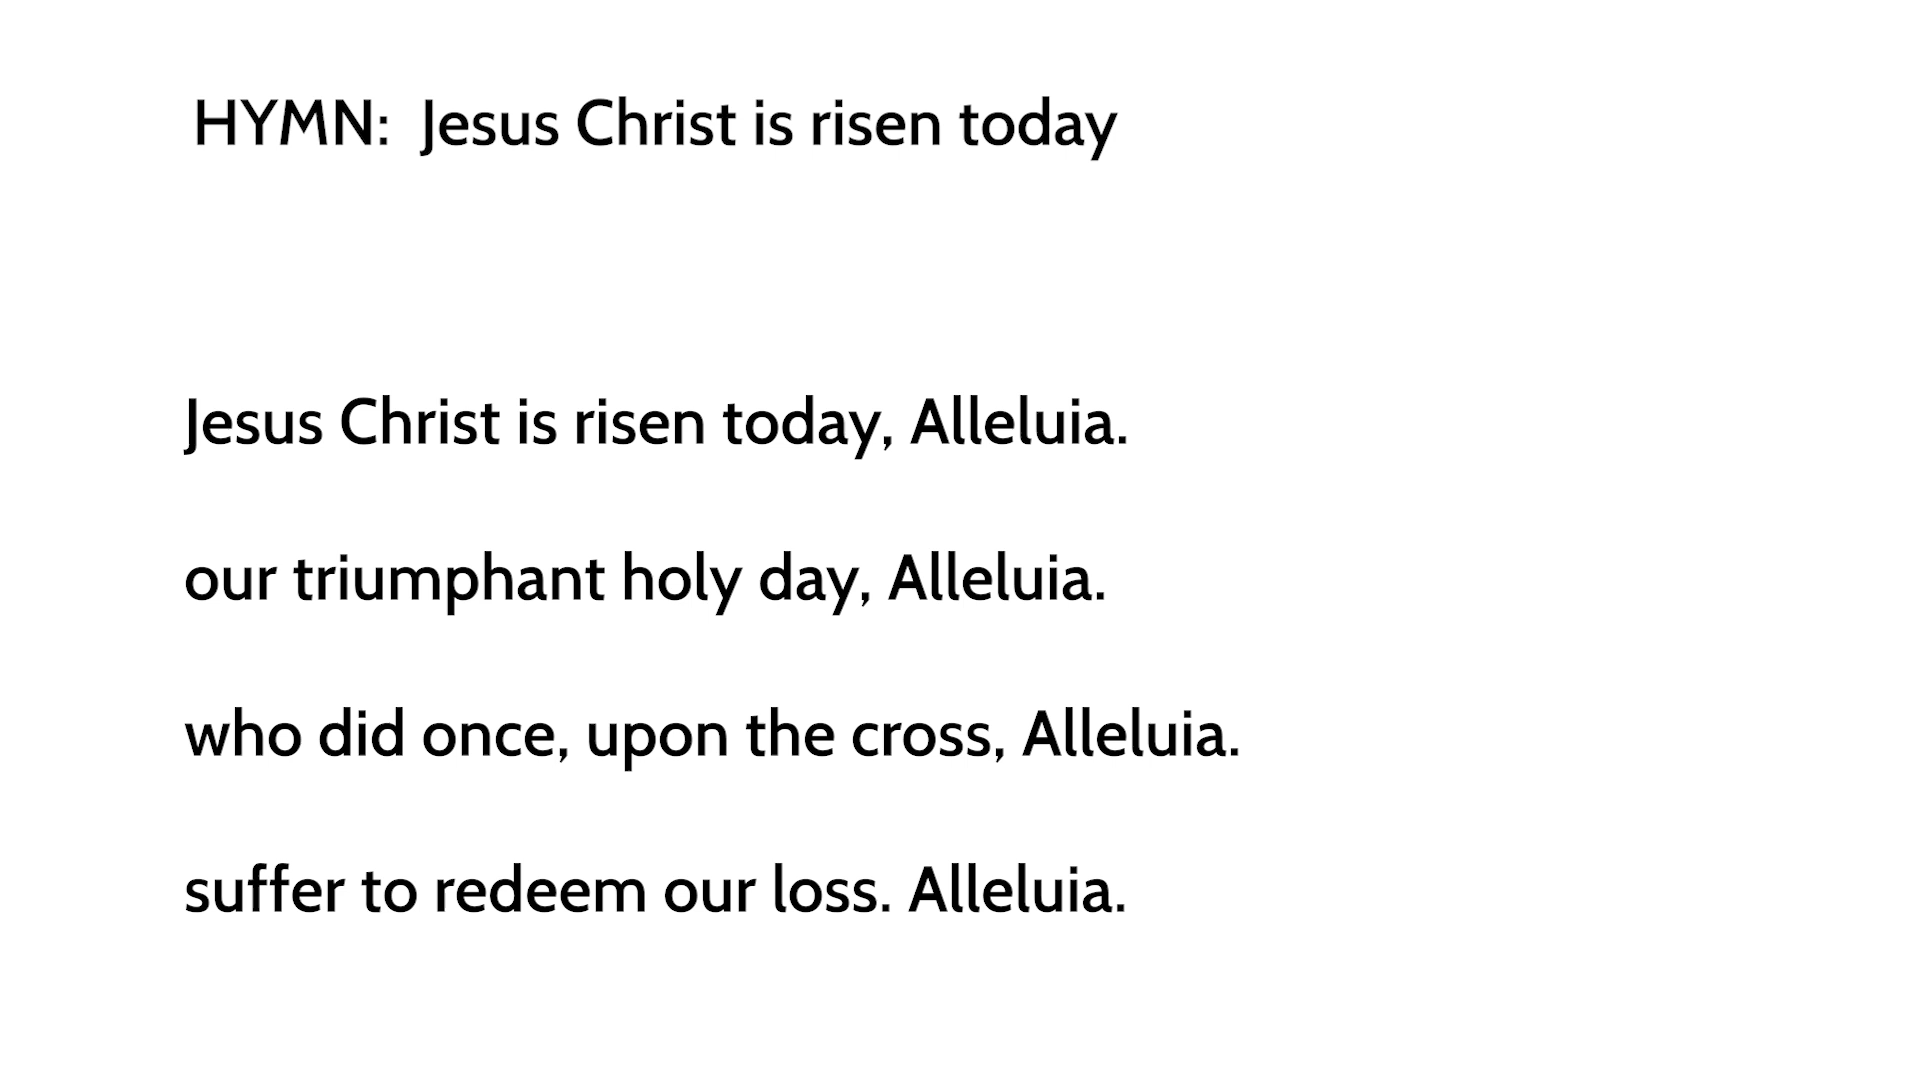 HYMN:  Jesus Christ is risen today
Jesus Christ is risen today, Alleluia.
our triumphant holy day, Alleluia.
who did once, upon the cross, Alleluia.
suffer to redeem our loss. Alleluia.